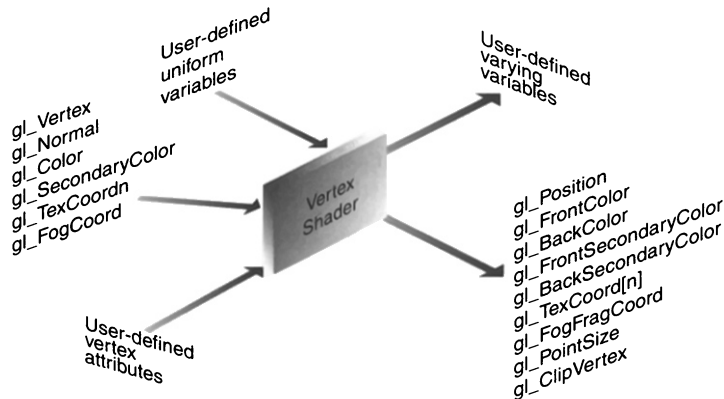 User-defined
uniform
variables
User-defined
varying
variables
gl_Vertex
gl_Normal
gl_Color
gl_SecondaryColor
gl_TexCoordn
gl_FogCoord
Vertex
Shader
gl_Position
gl_FrontColor
gl_BackColor
gl_FrontSecondaryColor
gl_BackSecondaryColor
gl_TexCoord[n]
gl_FogFragCoord
gl_PointSize
gl_ClipVertex
User-defined
vertex
attributes